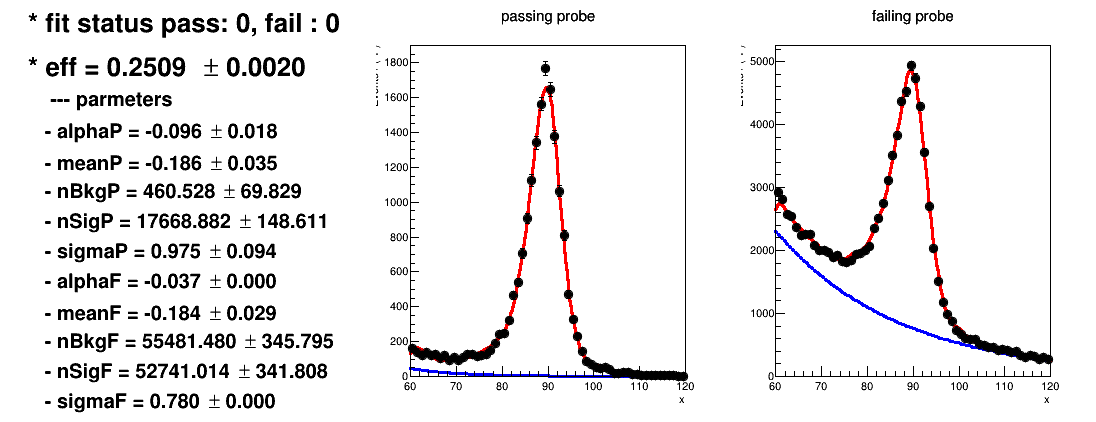 * fit status pass: 0, fail : 0
* eff = 0.2509 ± 0.0020
--- parmeters
- alphaP = -0.096 ± 0.018
- meanP = -0.186 ± 0.035
- nBkgP = 460.528 ± 69.829
- nSigP = 17668.882 ± 148.611
- sigmaP = 0.975 ± 0.094
- alphaF = -0.037 ± 0.000
- meanF = -0.184 ± 0.029
- nBkgF = 55481.480 ± 345.795
- nSigF = 52741.014 ± 341.808
- sigmaF = 0.780 ± 0.000
passing probe
1800
1600
1400
1200
1000
800
600
400
200
0
60 70 80 90 100 110 120
x
failing probe
5000
4000
3000
2000
1000
0
60 70 80 90 100 110 120
x